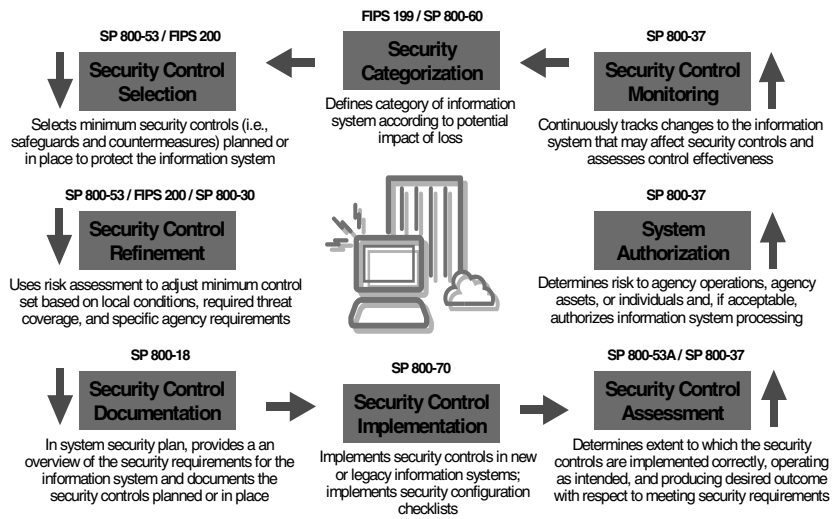 FIPS 199 / SP 800-60
Security
Categorization
Defines category of information
system according to potential
impact of loss
SP 800-53 / FIPS 200
Security Control
Selection
Selects minimum security controls (i.e.,
safeguards and countermeasures) planned or
in place to protect the information system
SP 800-53 / FIPS 200 / SP 800-30
Security Control
Refinement
Uses risk assessment to adjust minimum control
set based on local conditions, required threat
coverage, and specific agency requirements
SP 800-18
Security Control
Documentation
In system security plan, provides a an
overview of the security requirements for the
information system and documents the
security controls planned or in place
SP 800-70
Security Control
Implementation
Implements security controls in new
or legacy information systems;
implements security configuration
checklists
SP 800-53A / SP 800-37
Security Control
Assessment
Determines extent to which the security
controls are implemented correctly, operating
as intended, and producing desired outcome
with respect to meeting security requirements
SP 800-37
System
Authorization
Determines risk to agency operations, agency
assets, or individuals and, if acceptable,
authorizes information system processing
SP 800-37
Security Control
Monitoring
Continuously tracks changes to the information
system that may affect security controls and
assesses control effectiveness